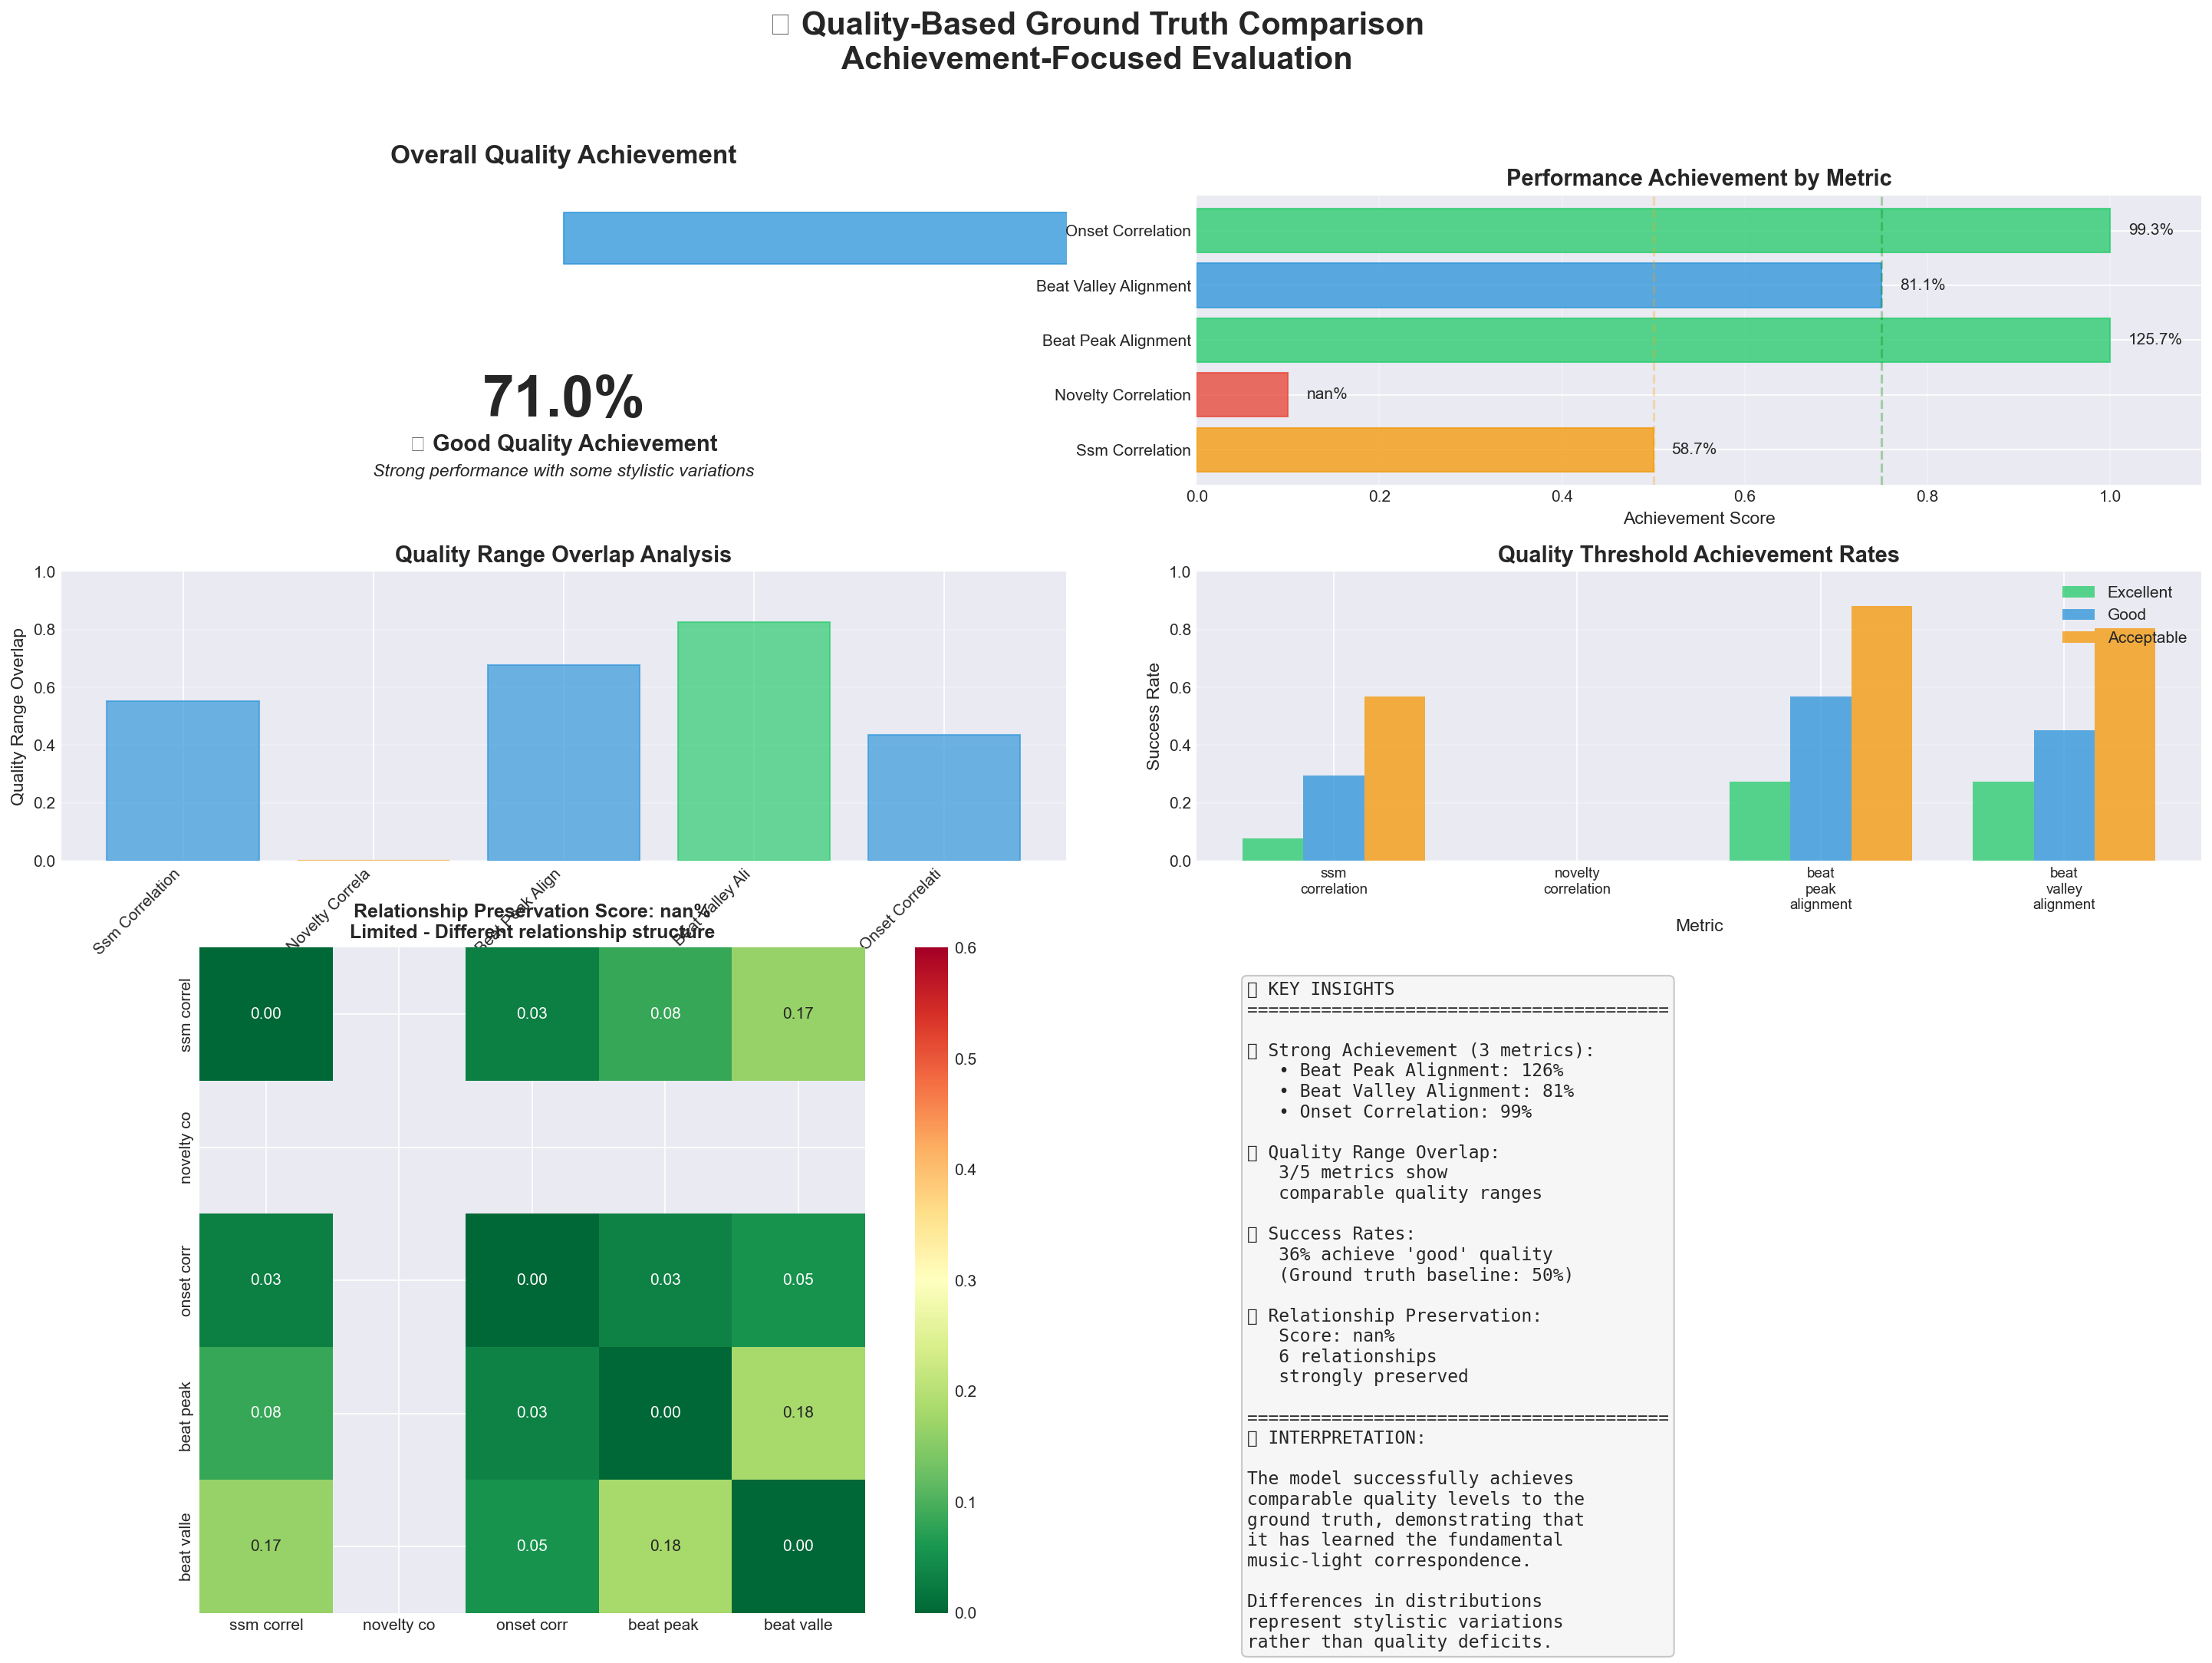 Quality-Based Ground Truth Comparison
Achievement-Focused Evaluation
Overall Quality Achievement
71.0%
Good Quality Achievement
Strong performance with some stylistic variations
Performance Achievement by Metric
Onset Correlation
99.3%
Beat Valley Alignment
81.1%
Beat Peak Alignment
125.7%
Novelty Correlation
nan%
Ssm Correlation
58.7%
0.0 0.2 0.4 0.6 0.8 1.0
Achievement Score
Quality Range Overlap Analysis
Quality Range Overlap
1.0
0.8
0.6
0.4
0.2
0.0
Ssm Correlation
Novelty Correla
Beat Peak Align
Beat Valley Ali
Onset Correlati
Quality Threshold Achievement Rates
Success Rate
1.0
0.8
0.6
0.4
0.2
0.0
Excellent
Good
Acceptable
ssm
correlation
novelty
correlation
beat
peak
alignment
beat
valley
alignment
Metric
Relationship Preservation Score: nan%
Limited - Different relationship structure
ssm correl
0.00 0.03 0.08 0.17
novelty co
onset corr
0.03 0.00 0.03 0.05
beat peak
0.08 0.03 0.00 0.18
beat valle
0.17 0.05 0.18 0.00
ssm correl novelty co onset corr beat peak beat valle
0.6
0.5
0.4
0.3
0.2
0.1
0.0
KEY INSIGHTS
========================================
Strong Achievement (3 metrics):
• Beat Peak Alignment: 126%
• Beat Valley Alignment: 81%
• Onset Correlation: 99%
Quality Range Overlap:
3/5 metrics show
comparable quality ranges
Success Rates:
36% achieve 'good' quality
(Ground truth baseline: 50%)
Relationship Preservation:
Score: nan%
6 relationships
strongly preserved
========================================
INTERPRETATION:
The model successfully achieves
comparable quality levels to the
ground truth, demonstrating that
it has learned the fundamental
music-light correspondence.
Differences in distributions
represent stylistic variations
rather than quality deficits.